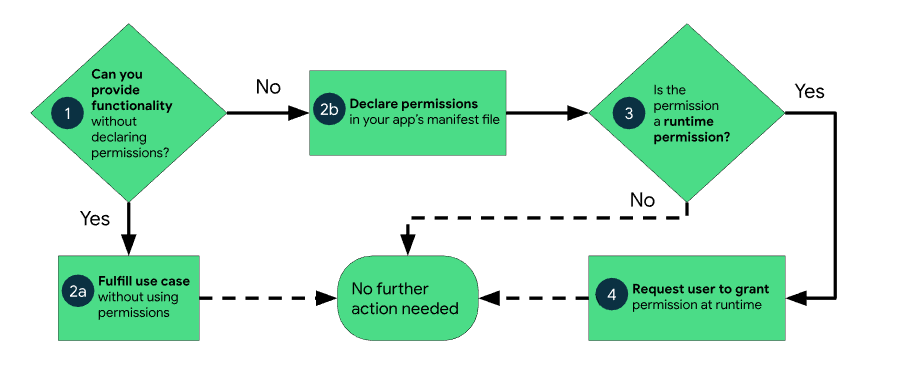 1
Can you
provide
functionality
without
declaring
permissions?
No
2b
Declare permissions
in your app's manifest file
3
Is the
permission
a runtime
permission?
Yes
No
Yes
2a
Fulfill use case
without using
permissions
No further
action needed
4
Request user to grant
permission at runtime